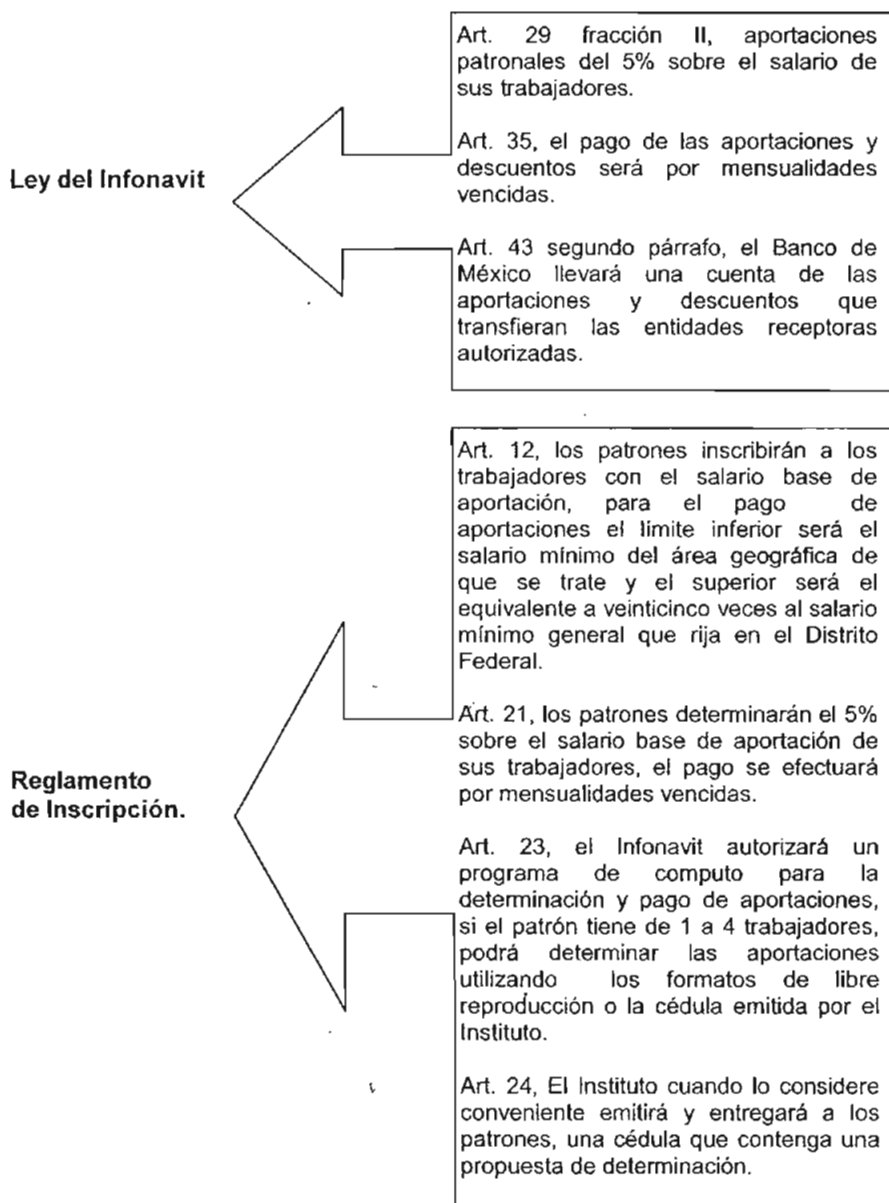 Art. 29 fracción II, aportaciones
patronales del 5% sobre el salario de
sus trabajadores.
Art. 35, el pago de las aportaciones y
descuentos será por mensualidades
vencidas.
Ley del Infonavit
Art. 43 segundo párrafo, el Banco de
México llevará una cuenta de las
aportaciones y descuentos que
transfieran las entidades receptoras
autorizadas.
Art. 12, los patrones inscribirán a los
trabajadores con el salario base de
aportación, para el pago de
aportaciones el límite inferior será el
salario mínimo del área geográfica de
que se trate y el superior será el
equivalente a veinticinco veces al salario
mínimo general que rija en el Distrito
Federal.
Art. 21, los patrones determinarán el 5%
sobre el salario base de aportación de
sus trabajadores, el pago se efectuará
por mensualidades vencidas.
Reglamento
de Inscripción.
Art. 23, el Infonavit autorizará un
programa de computo para la
determinación y pago de aportaciones,
si el patrón tiene de 1 a 4 trabajadores,
podrá determinar las aportaciones
utilizando los formatos de libre
reproducción o la cédula emitida por el
Instituto.
Art. 24, El Instituto cuando lo considere
conveniente emitirá y entregará a los
patrones, una cédula que contenga una
propuesta de determinación.